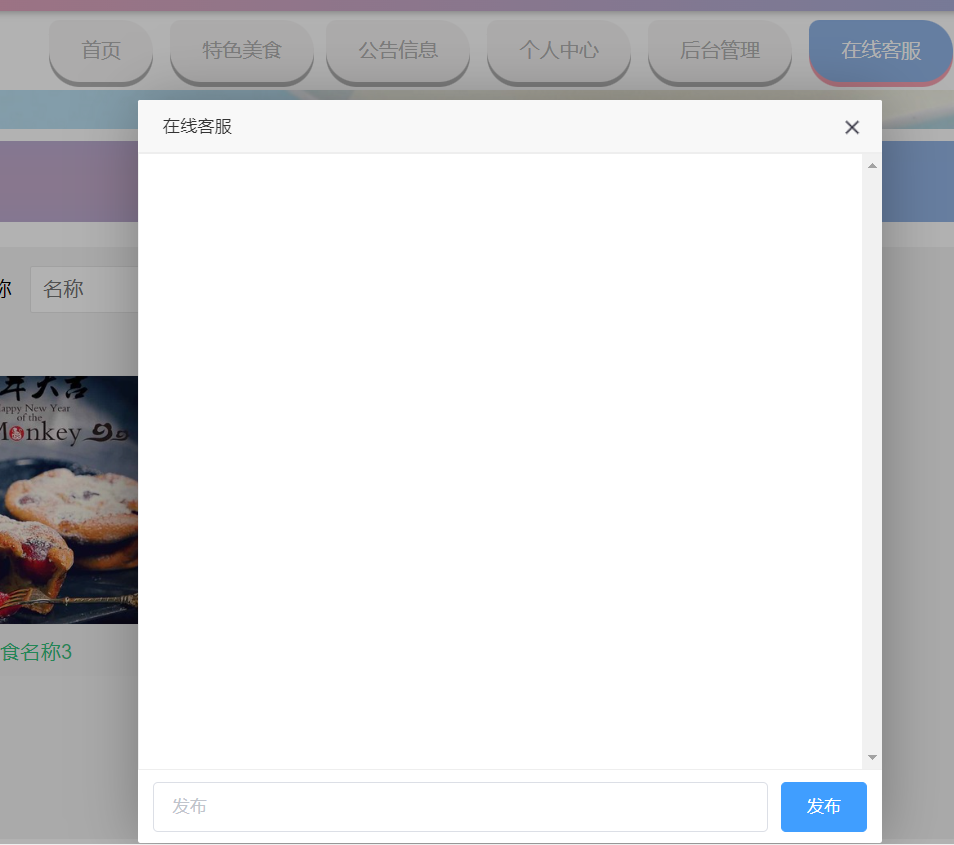 首页 特色美食 公告信息 个人中心 后台管理 在线客服
在线客服
称 名称
年大吉
Happy New Year
of the
Monkey
食名称3
发布 发布